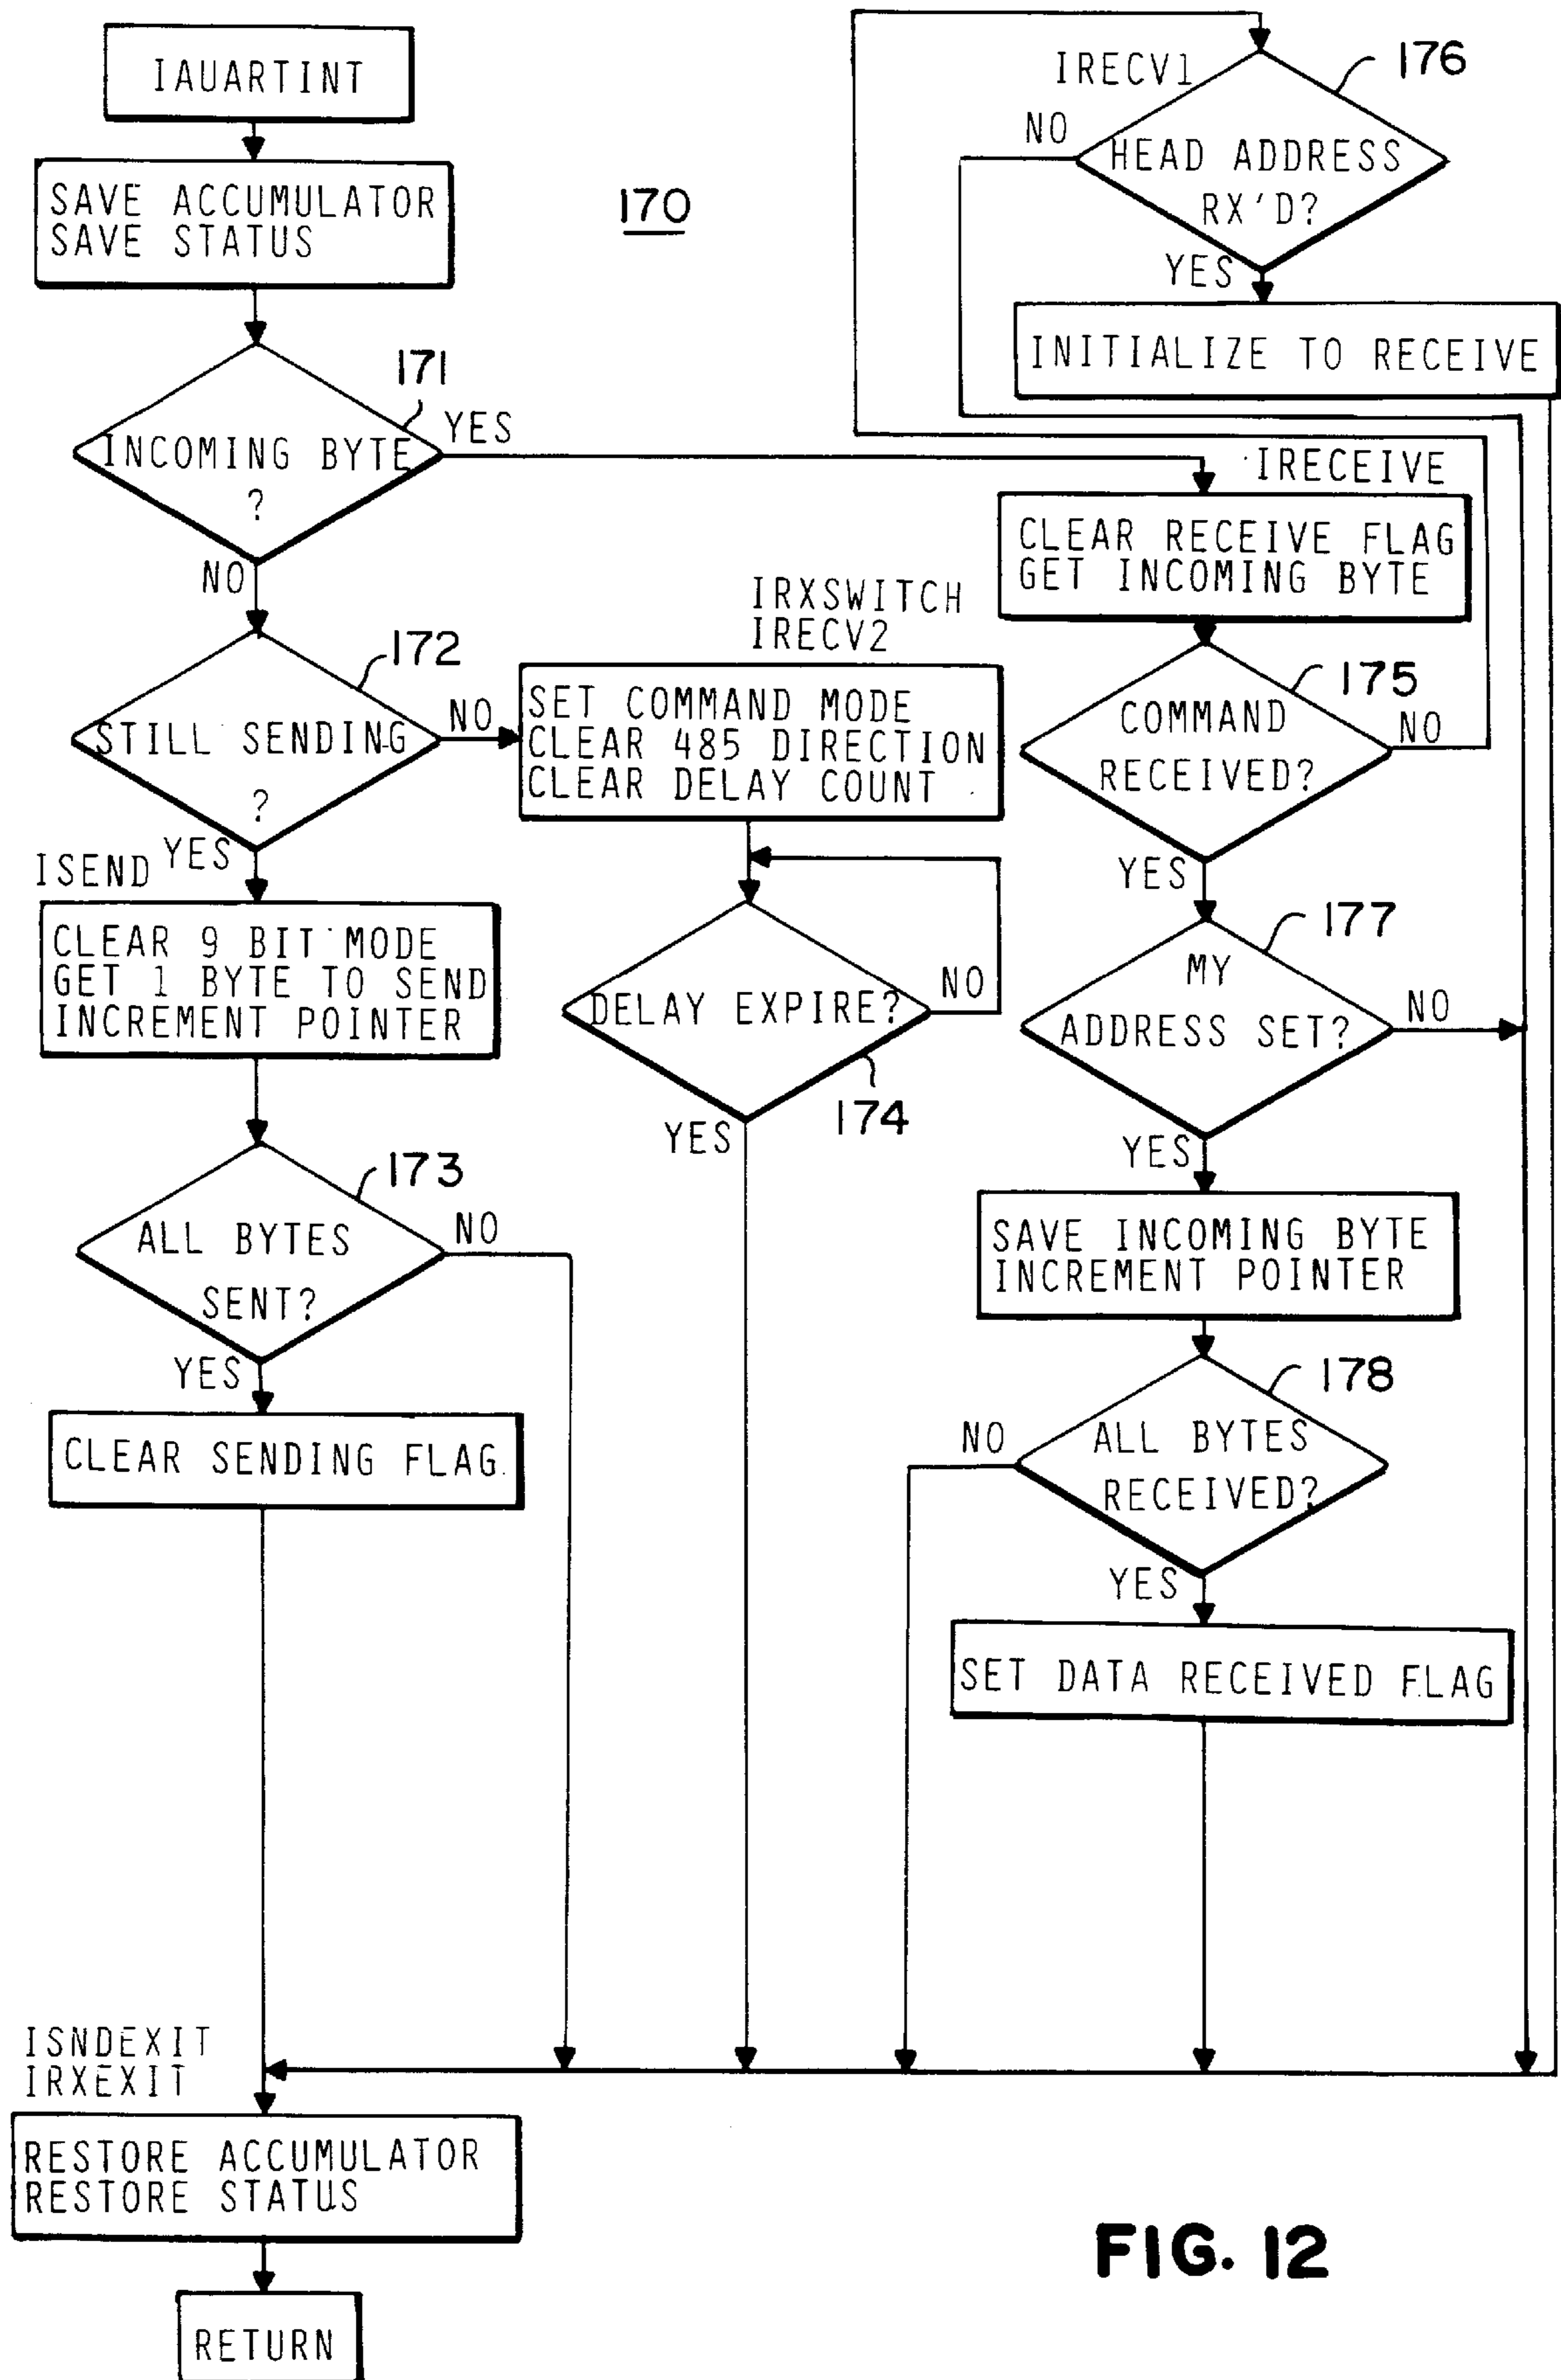 IAUARTINT
SAVE ACCUMULATOR
SAVE STATUS
170
171
INCOMING BYTE
?
YES
NO
172
STILL SENDING
?
NO
YES
ISEND
CLEAR 9 BIT MODE
GET 1 BYTE TO SEND
INCREMENT POINTER
173
ALL BYTES
SENT?
NO
YES
CLEAR SENDING FLAG
IRXSWITCH
IRECV2
SET COMMAND MODE
CLEAR 485 DIRECTION
CLEAR DELAY COUNT
DELAY EXPIRE?
NO
174
YES
IRECV1
176
NO
HEAD ADDRESS
RX'D?
YES
INITIALIZE TO RECEIVE
IRECEIVE
CLEAR RECEIVE FLAG
GET INCOMING BYTE
175
COMMAND
RECEIVED?
NO
YES
177
MY
ADDRESS SET?
NO
YES
SAVE INCOMING BYTE
INCREMENT POINTER
178
NO
ALL BYTES
RECEIVED?
YES
SET DATA RECEIVED FLAG
ISNDEXIT
IRXEXIT
RESTORE ACCUMULATOR
RESTORE STATUS
RETURN
FIG. 12